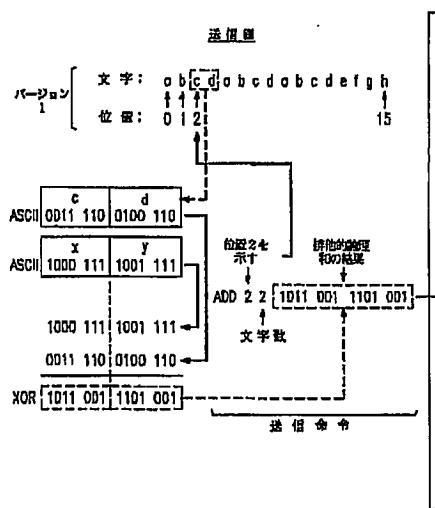 送信側
バージョン
1
文字： a b c d a b c d a b c d e f g h
位置： 0 1 2 15
c d
ASCII 0011 110 0100 110
x y
ASCII 1000 111 1001 111
位置2を
示す
排他的論理
和の結果
ADD 2 2 1011 001 1101 001
文字数
1000 111 1001 111
0011 110 0100 110
XOR 1011 001 1101 001
送信命令